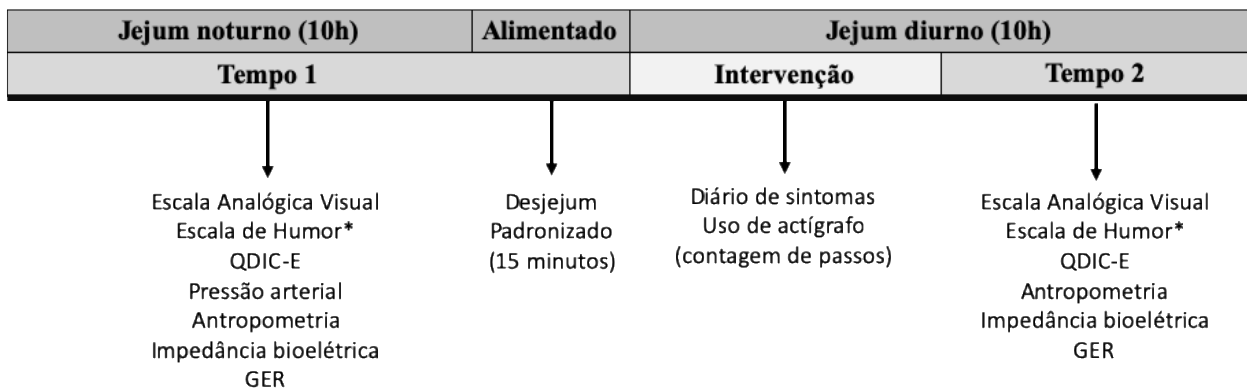 Jejum noturno (10h)
Alimentado
Jejum diurno (10h)
Tempo 1
Intervenção
Tempo 2
Escala Analógica Visual
Escala de Humor*
QDIC-E
Pressão arterial
Antropometria
Impedância bioelétrica
GER
Desjejum
Padronizado
(15 minutos)
Diário de sintomas
Uso de actígrafo
(contagem de passos)
Escala Analógica Visual
Escala de Humor*
QDIC-E
Antropometria
Impedância bioelétrica
GER